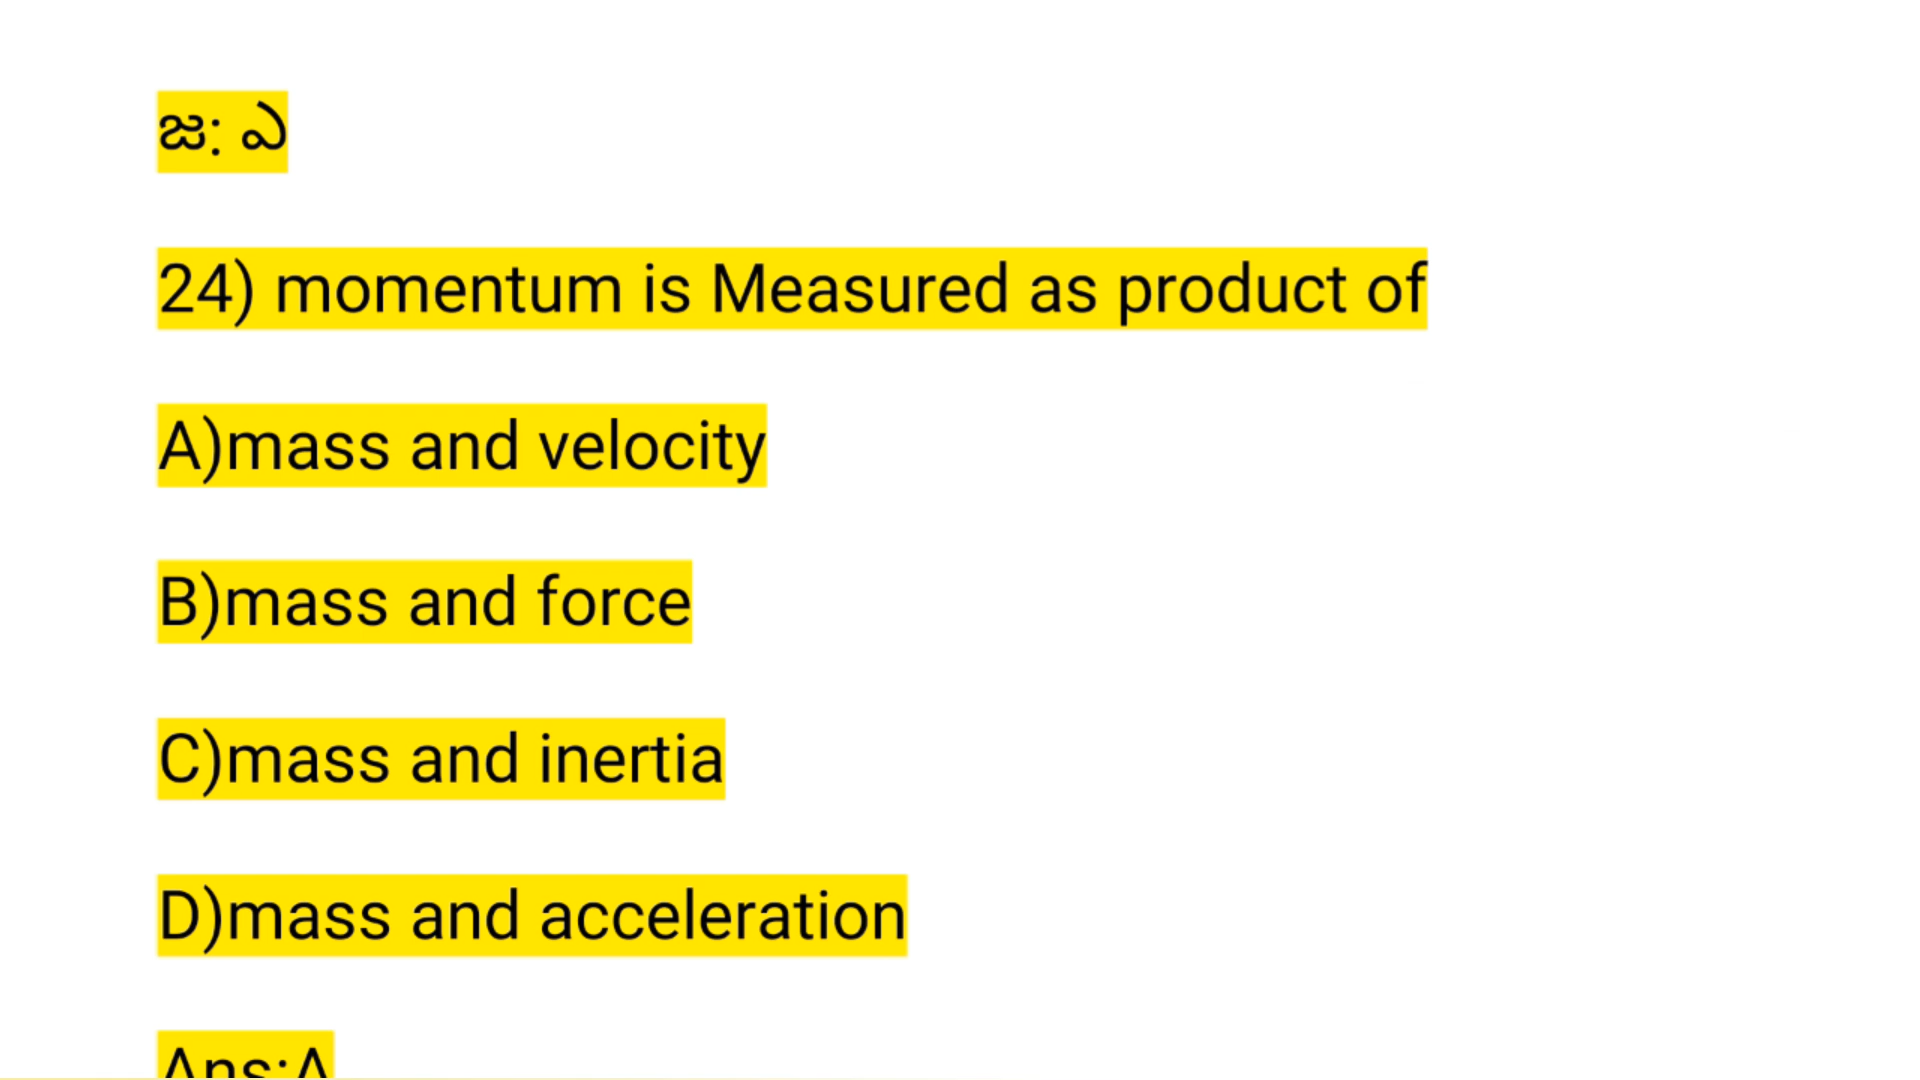 జ: ఎ
24) momentum is Measured as product of
A)mass and velocity
B)mass and force
C)mass and inertia
D)mass and acceleration
Ans:A